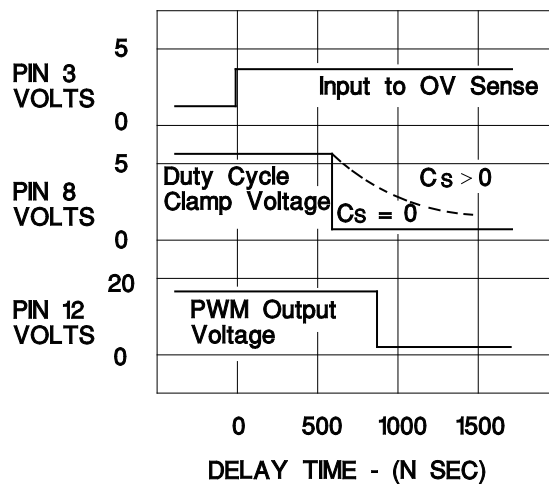 5
PIN 3
VOLTS
0
Input to OV Sense
5
PIN 8
VOLTS
0
Duty Cycle
Clamp Voltage
Cs > 0
Cs = 0
20
PIN 12
VOLTS
0
PWM Output
Voltage
0 500 1000 1500
DELAY TIME - (N SEC)